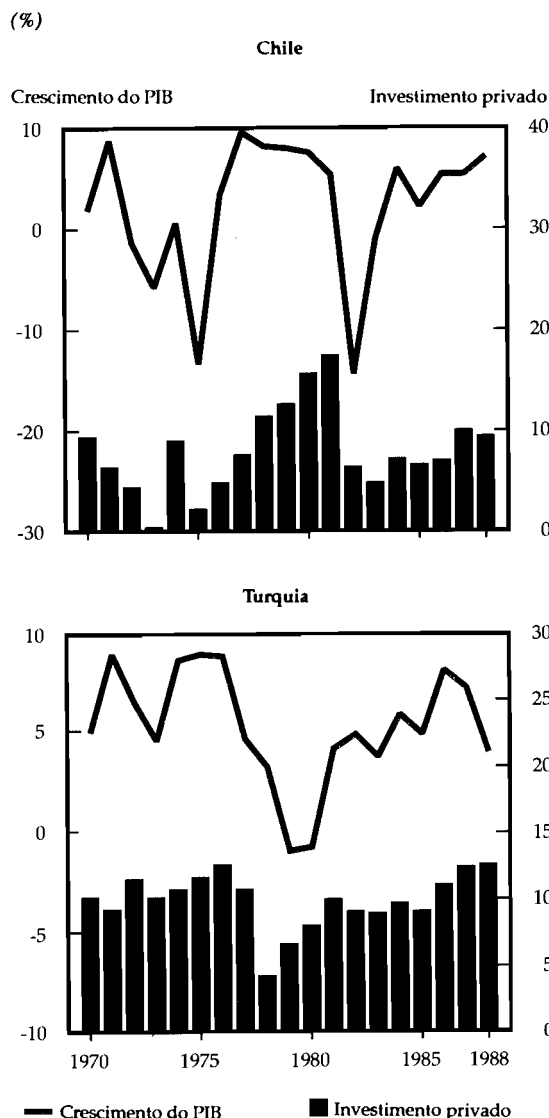 (%)
Chile
Crescimento do PIB Investimento privado
10 40
0 30
-10 20
-20 10
-30 0
Turquia
10 30
25
5 20
0 15
10
-5 5
-10 0
1970 1975 1980 1985 1988
Crescimento do PIB Investimento privado